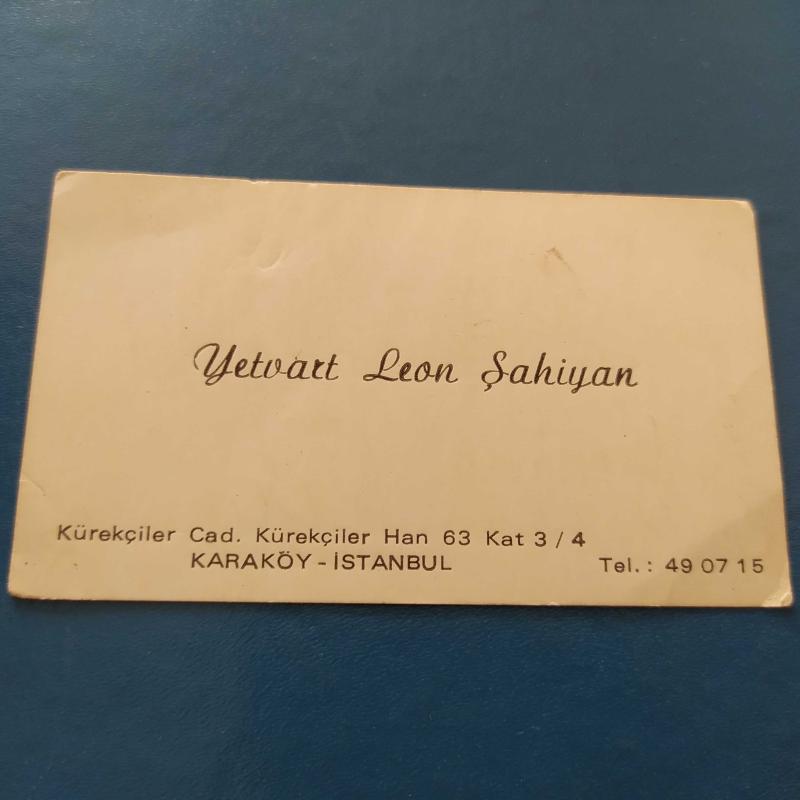 Yetvart Leon Şahiyan
Kürekçiler Cad. Kürekçiler Han 63 Kat 3 / 4
KARAKÖY - İSTANBUL
Tel. : 49 07 15